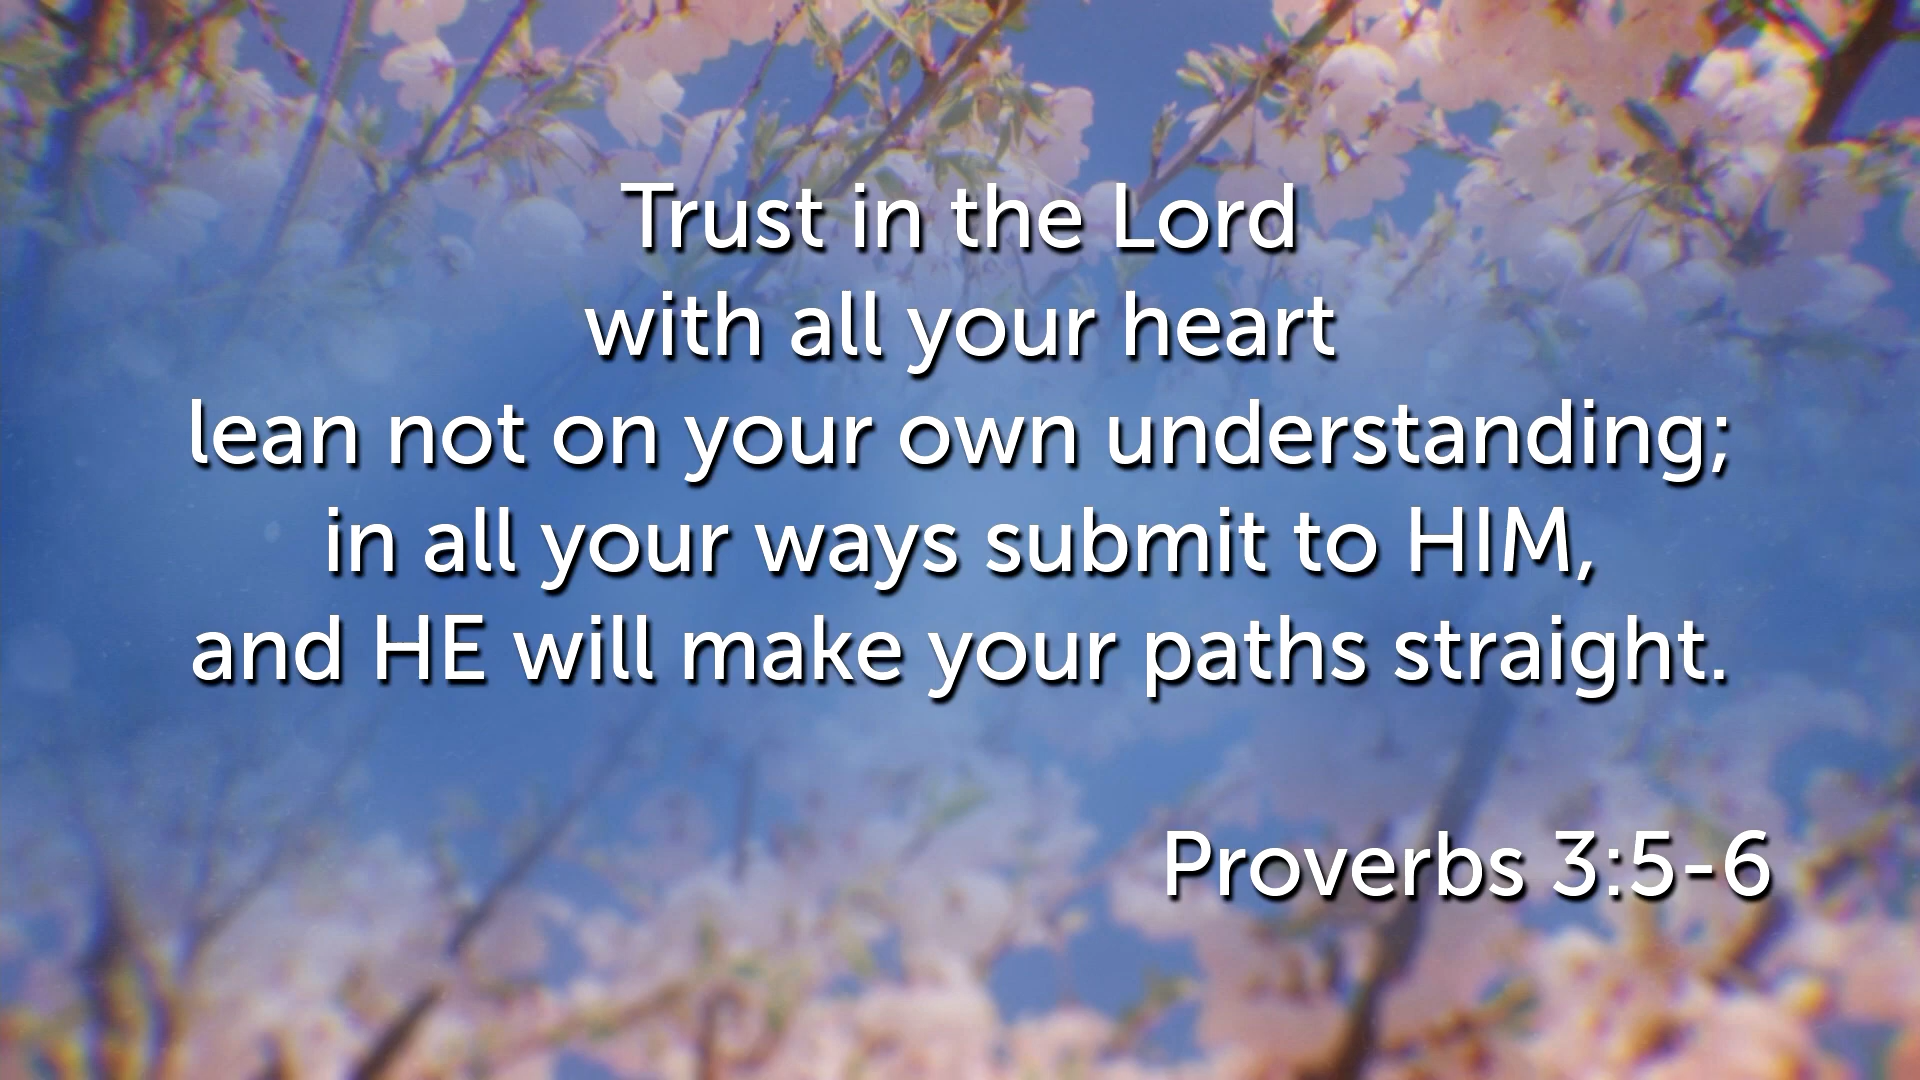 Trust in the Lord
with all your heart
lean not on your own understanding;
in all your ways submit to HIM,
and HE will make your paths straight.
Proverbs 3:5-6